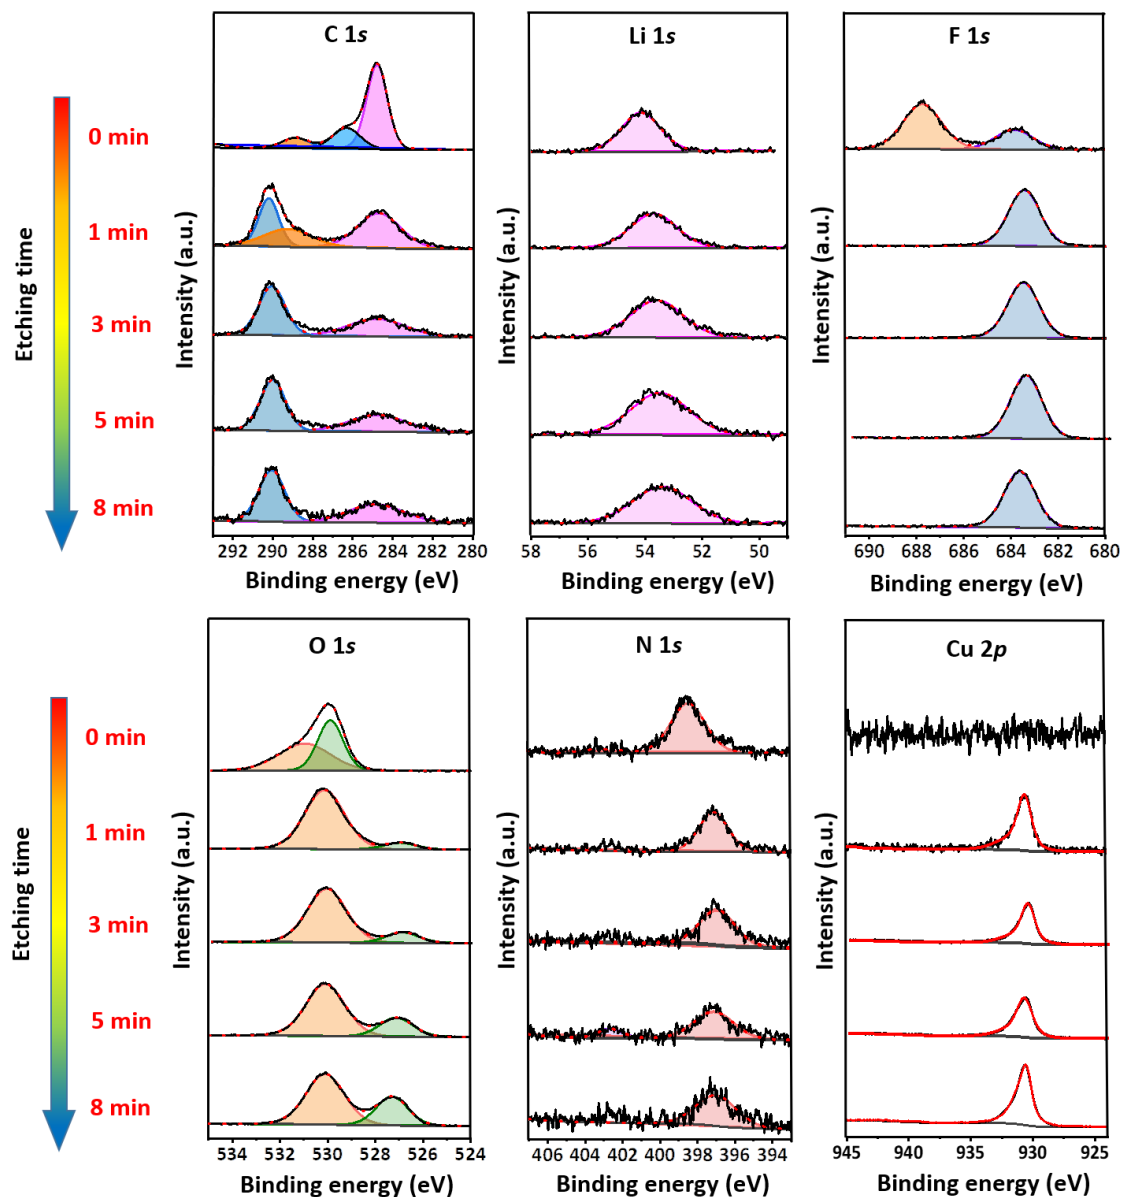 C 1s
Li 1s
F 1s
Etching time
0 min
1 min
3 min
5 min
8 min
Intensity (a.u.)
Intensity (a.u.)
Intensity (a.u.)
292 290 288 286 284 282 280
58 56 54 52 50
690 688 686 684 682 680
Binding energy (eV)
Binding energy (eV)
Binding energy (eV)
O 1s
N 1s
Cu 2p
Etching time
0 min
1 min
3 min
5 min
8 min
Intensity (a.u.)
Intensity (a.u.)
Intensity (a.u.)
534 532 530 528 526 524
406 404 402 400 398 396 394
945 940 935 930 925
Binding energy (eV)
Binding energy (eV)
Binding energy (eV)